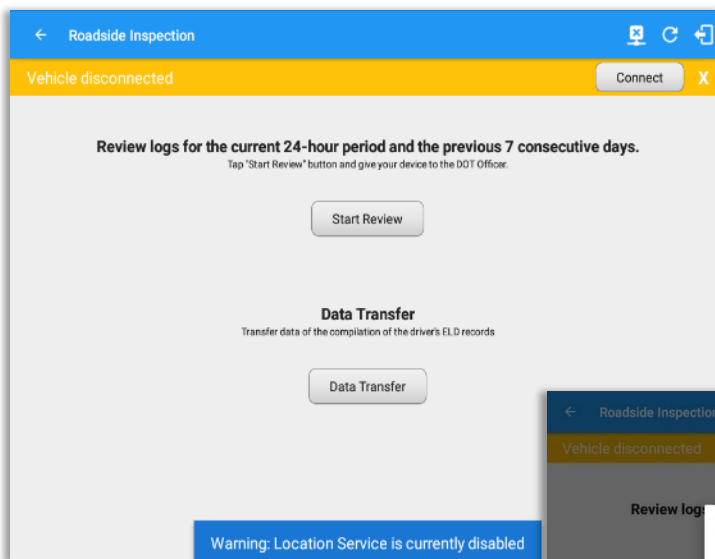 Roadside Inspection
Vehicle disconnected
Connect X
Review logs for the current 24-hour period and the previous 7 consecutive days.
Tap "Start Review" button and give your device to the DOT Officer.
Start Review
Data Transfer
Transfer data of the compilation of the driver's ELD records
Data Transfer
Roadside Inspection
Vehicle disconnected
Review logs
Warning: Location Service is currently disabled